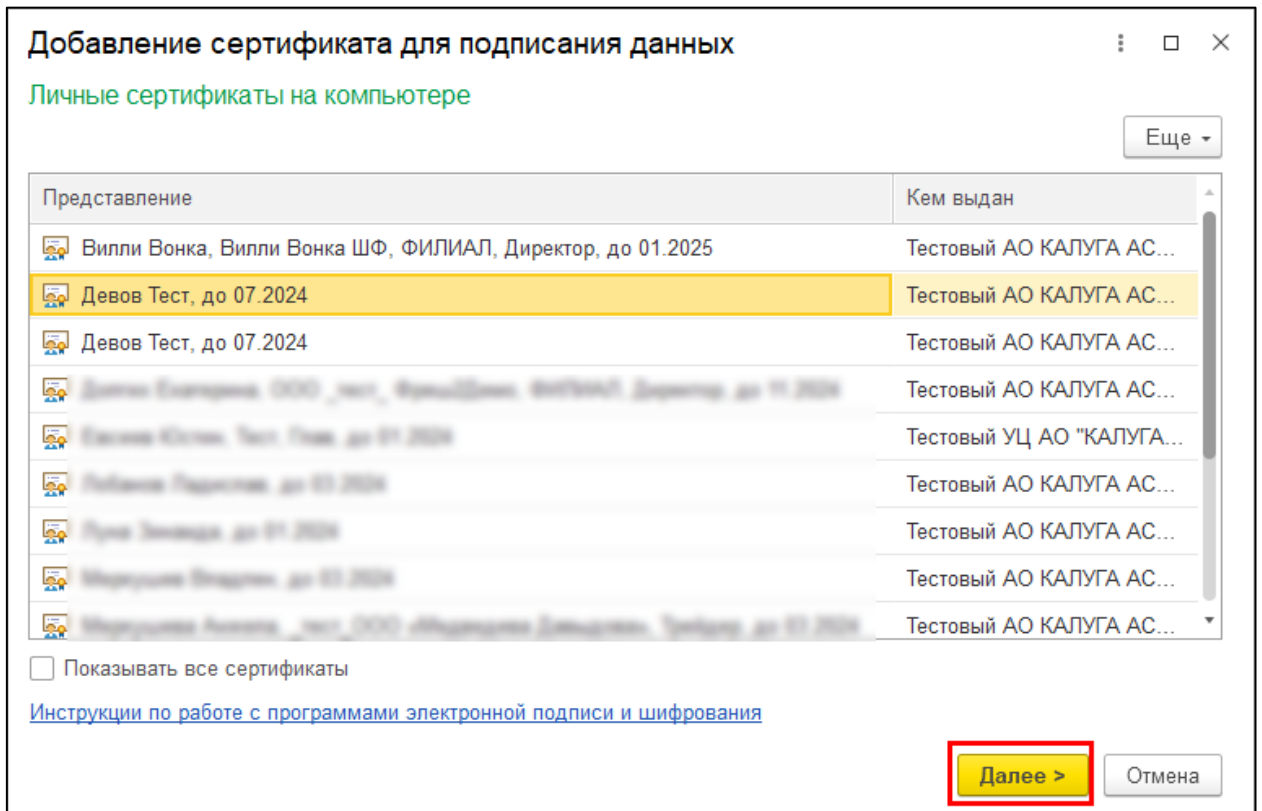 Добавление сертификата для подписания данных
Личные сертификаты на компьютере
Еще
Представление Кем выдан
Вилли Вонка, Вилли Вонка ШФ, ФИЛИАЛ, Директор, до 01.2025 Тестовый АО КАЛУГА АС...
Девов Тест, до 07.2024 Тестовый АО КАЛУГА АС...
Девов Тест, до 07.2024 Тестовый АО КАЛУГА АС...
Тестовый АО КАЛУГА АС...
Тестовый УЦ АО "КАЛУГА...
Тестовый АО КАЛУГА АС...
Тестовый АО КАЛУГА АС...
Тестовый АО КАЛУГА АС...
Тестовый АО КАЛУГА АС...
Показывать все сертификаты
Инструкции по работе с программами электронной подписи и шифрования
Далее > Отмена